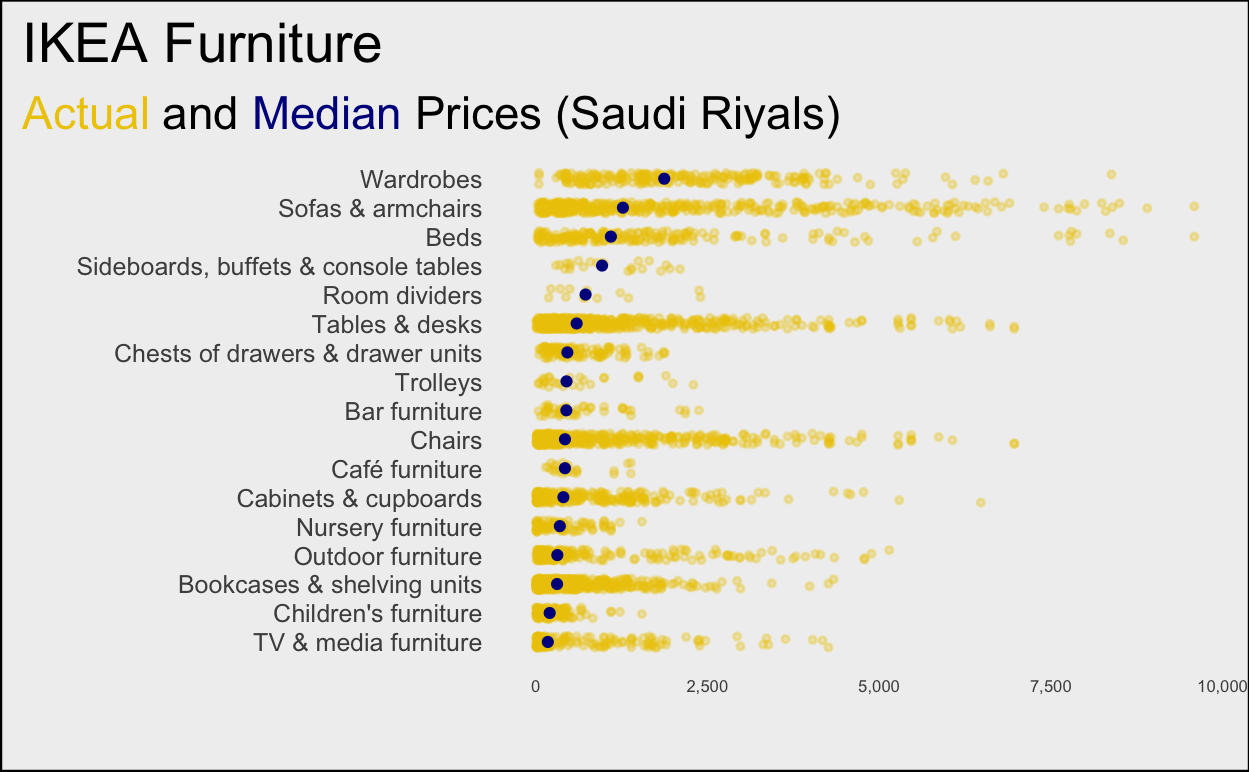 IKEA Furniture
Actual and Median Prices (Saudi Riyals)
Wardrobes
Sofas & armchairs
Beds
Sideboards, buffets & console tables
Room dividers
Tables & desks
Chests of drawers & drawer units
Trolleys
Bar furniture
Chairs
Café furniture
Cabinets & cupboards
Nursery furniture
Outdoor furniture
Bookcases & shelving units
Children's furniture
TV & media furniture
0 2,500 5,000 7,500 10,000